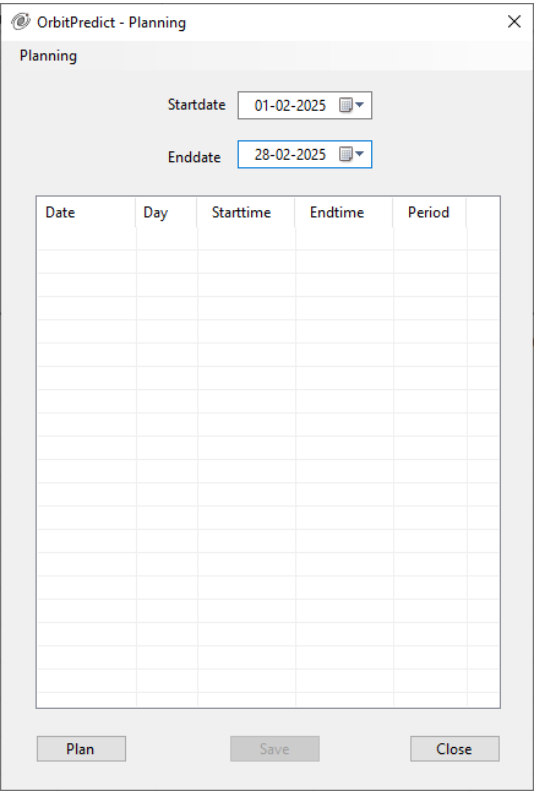 OrbitPredict - Planning
Planning
Startdate 01-02-2025
Enddate 28-02-2025
Date Day Starttime Endtime Period
Plan Save Close